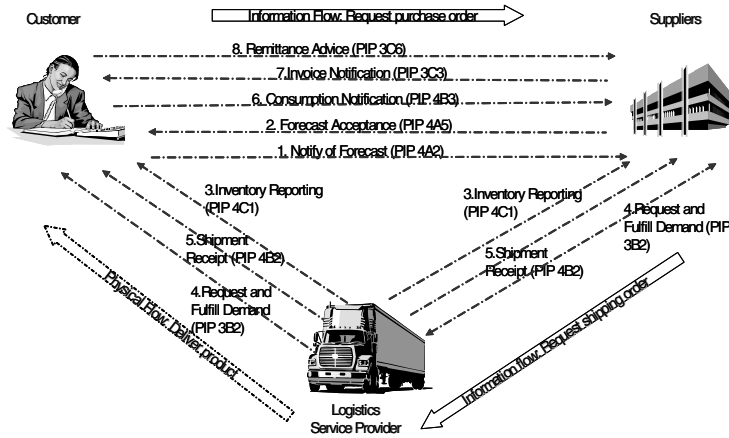 Information Flow: Request purchase order
Customer
Suppliers
8. Remittance Advice (PIP 3C6)
7.Invoice Notification (PIP 3C3)
6. Consumption Notification (PIP 4B3)
2. Forecast Acceptance (PIP 4A5)
1. Notify of Forecast (PIP 4A2)
3.Inventory Reporting
(PIP 4C1)
3.Inventory Reporting
(PIP 4C1)
4.Request and
Fulfill Demand (PIP
3B2)
5.Shipment
Receipt (PIP 4B2)
5.Shipment
Receipt (PIP 4B2)
4.Request and
Fulfill Demand
(PIP 3B2)
Physical Flow: Deliver product
Information flow: Request shipping order
Logistics
Service Provider